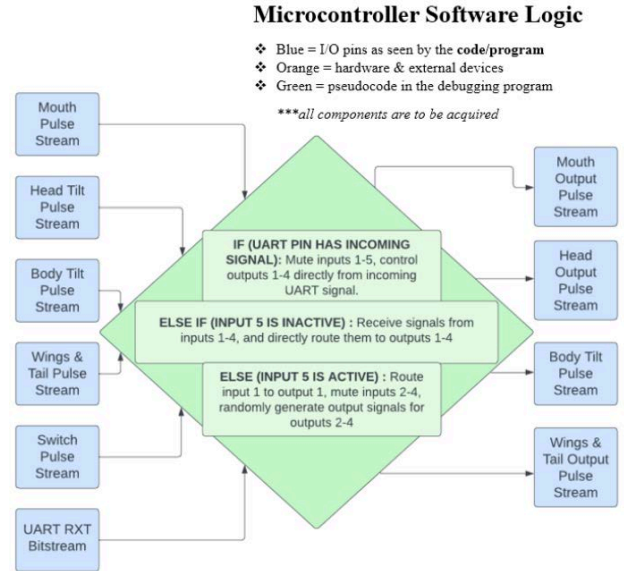 Microcontroller Software Logic
❖ Blue = I/O pins as seen by the code/program
❖ Orange = hardware & external devices
❖ Green = pseudocode in the debugging program
***all components are to be acquired
Mouth
Pulse
Stream
Head Tilt
Pulse
Stream
Body Tilt
Pulse
Stream
Wings &
Tail Pulse
Stream
Switch
Pulse
Stream
UART RXT
Bitstream
IF (UART PIN HAS INCOMING
SIGNAL): Mute inputs 1-5, control
outputs 1-4 directly from incoming
UART signal.
ELSE IF (INPUT 5 IS INACTIVE) : Receive signals from
inputs 1-4, and directly route them to outputs 1-4
ELSE (INPUT 5 IS ACTIVE) : Route
input 1 to output 1, mute inputs 2-4,
randomly generate output signals for
outputs 2-4
Mouth
Output
Pulse
Stream
Head
Output
Pulse
Stream
Body Tilt
Pulse
Stream
Wings &
Tail Output
Pulse
Stream